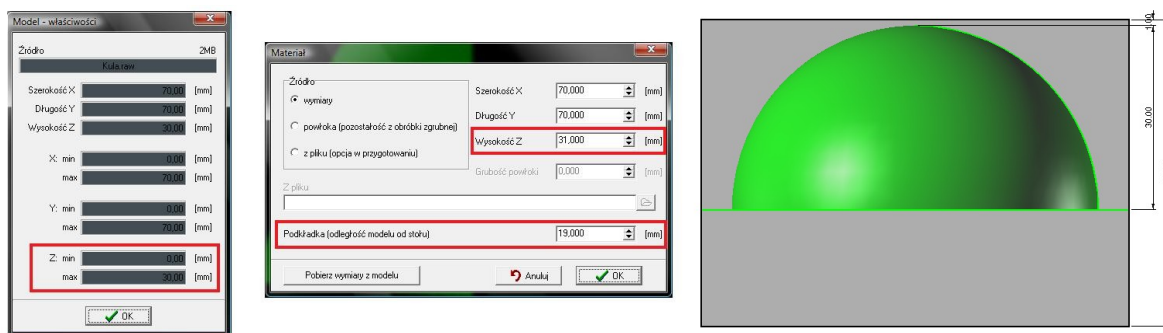 Model - właściwości
Źródło 2MB
Kula.raw
Szerokość X 70,00 [mm]
Długość Y 70,00 [mm]
Wysokość Z 30,00 [mm]
X: min 0,00 [mm]
max 70,00 [mm]
Y: min 0,00 [mm]
max 70,00 [mm]
Z: min 0,00 [mm]
max 30,00 [mm]
OK
Materiał
Źródło
wymiary
powłoka (pozostałość z obróbki zgrubnej)
z pliku (opcja w przygotowaniu)
Szerokość X 70,000 [mm]
Długość Y 70,000 [mm]
Wysokość Z 31,000 [mm]
Grubość powłoki 0,000 [mm]
Z pliku
Podkładka (odległość modelu od stołu) 19,000 [mm]
Pobierz wymiary z modelu
Anuluj
OK
1.00
30.00